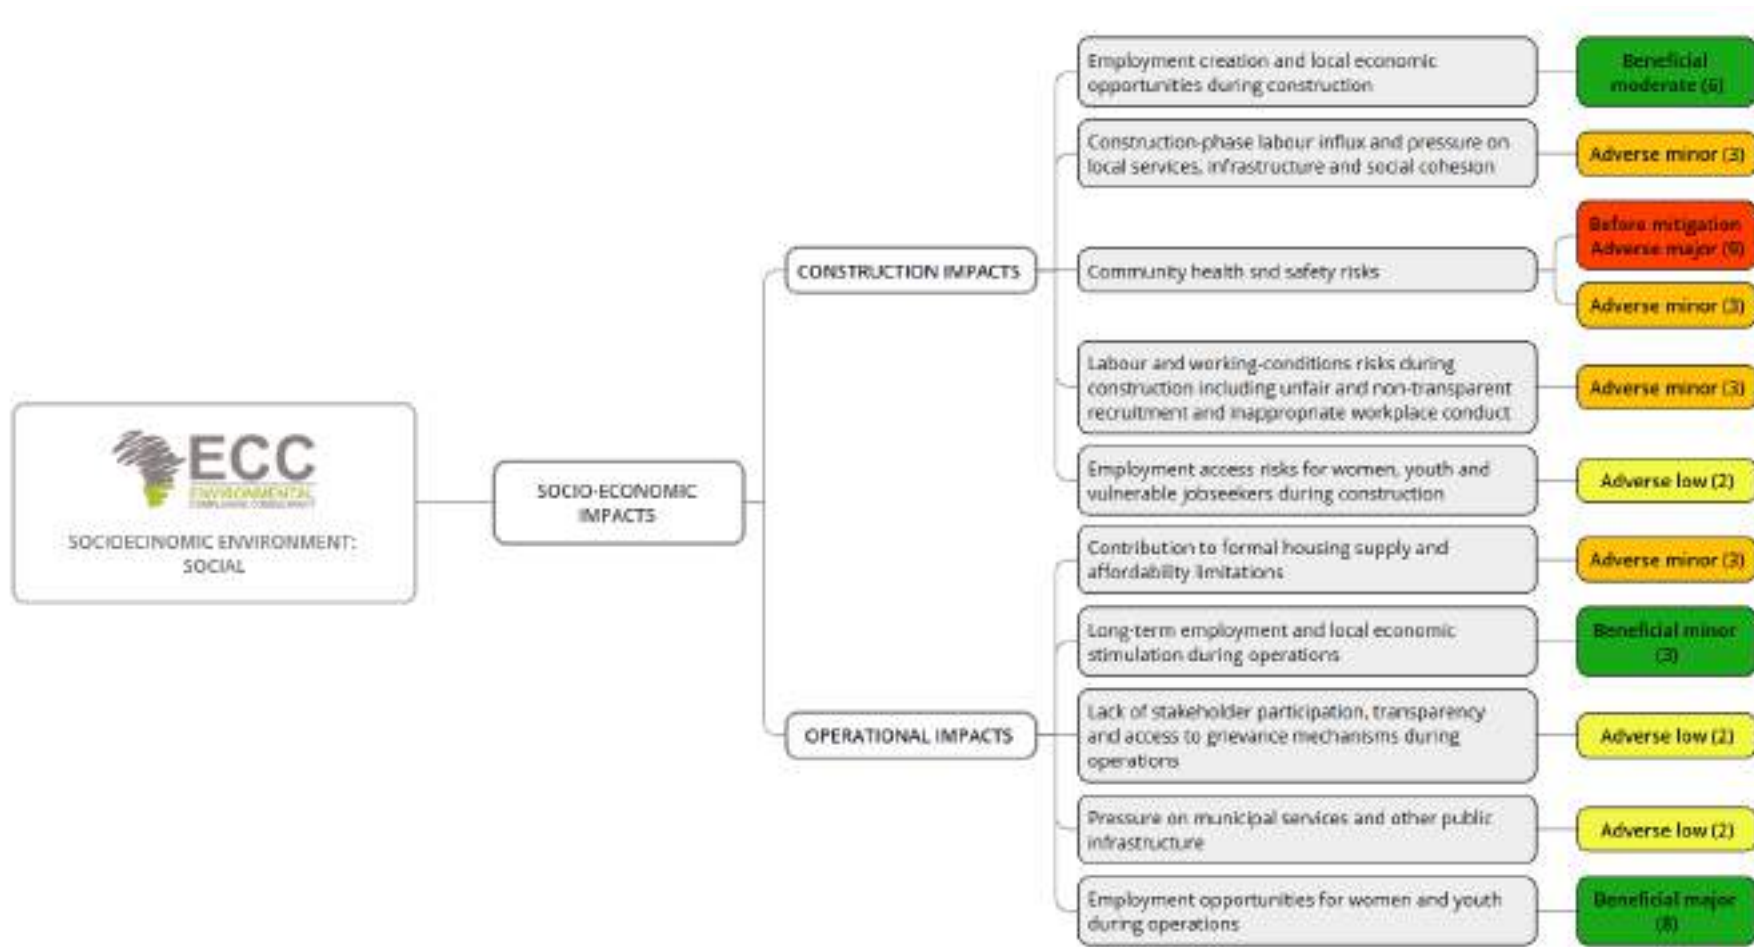 ECC
ENVIRONMENTAL
COMPLIANCE CONSULTANCY
SOCIOECINOMIC ENVIRONMENT:
SOCIAL
SOCIO-ECONOMIC
IMPACTS
CONSTRUCTION IMPACTS
Employment creation and local economic
opportunities during construction
Beneficial
moderate (6)
Construction-phase labour influx and pressure on
local services, infrastructure and social cohesion
Adverse minor (3)
Community health snd safety risks
Before mitigation
Adverse major (9)
Adverse minor (3)
Labour and working-conditions risks during
construction including unfair and non-transparent
recruitment and inappropriate workplace conduct
Adverse minor (3)
Employment access risks for women, youth and
vulnerable jobseekers during construction
Adverse low (2)
OPERATIONAL IMPACTS
Contribution to formal housing supply and
affordability limitations
Adverse minor (3)
Long-term employment and local economic
stimulation during operations
Beneficial minor
(3)
Lack of stakeholder participation, transparency
and access to grievance mechanisms during
operations
Adverse low (2)
Pressure on municipal services and other public
infrastructure
Adverse low (2)
Employment opportunities for women and youth
during operations
Beneficial major
(8)